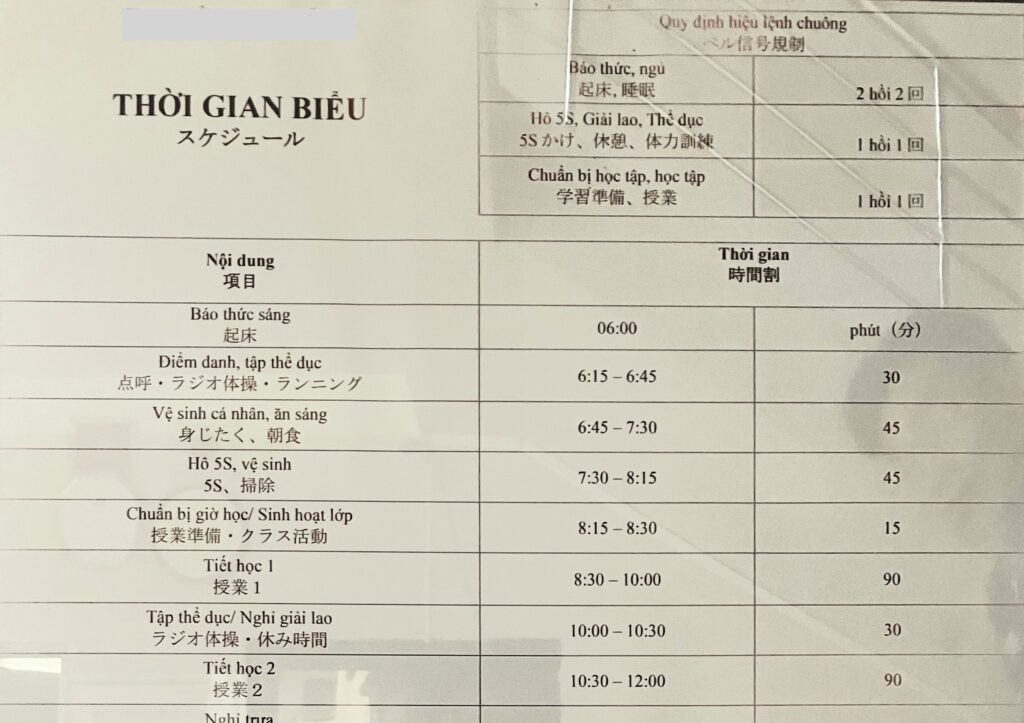 THỜI GIAN BIỂU
スケジュール
Quy định hiệu lệnh chuông
ベル信号規制
Báo thức, ngủ
起床, 睡眠
2 hồi 2 回
Hô 5S, Giải lao, Thể dục
5S かけ、休憩、体力訓練
1 hồi 1 回
Chuẩn bị học tập, học tập
学習準備、授業
1 hồi 1 回
Nội dung
項目
Thời gian
時間割
Báo thức sáng
起床
06:00
phút（分）
Điểm danh, tập thể dục
点呼・ラジオ体操・ランニング
6:15 – 6:45
30
Vệ sinh cá nhân, ăn sáng
身じたく、朝食
6:45 – 7:30
45
Hô 5S, vệ sinh
5S、掃除
7:30 – 8:15
45
Chuẩn bị giờ học/ Sinh hoạt lớp
授業準備・クラス活動
8:15 – 8:30
15
Tiết học 1
授業 1
8:30 – 10:00
90
Tập thể dục/ Nghỉ giải lao
ラジオ体操・休み時間
10:00 – 10:30
30
Tiết học 2
授業 2
10:30 – 12:00
90
Nghỉ trưa